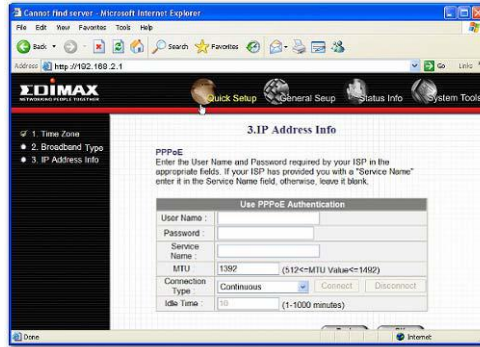 Cannot find server - Microsoft Internet Explorer
File Edit View Favorites Tools Help
Back Search Favorites
Address http://192.168.2.1 Go Links
EDIMAX
NETWORKING PEOPLE TOGETHER
Quick Setup General Seup Status Info System Tools
1. Time Zone
2. Broadband Type
3. IP Address Info
3.IP Address Info
PPPoE
Enter the User Name and Password required by your ISP in the
appropriate fields. If your ISP has provided you with a "Service Name"
enter it in the Service Name field, otherwise, leave it blank.
Use PPPoE Authentication
User Name :
Password :
Service
Name :
MTU 1392 (512<=MTU Value<=1492)
Connection
Type : Continuous Connect Disconnect
Idle Time : 10 (1-1000 minutes)
Done Internet